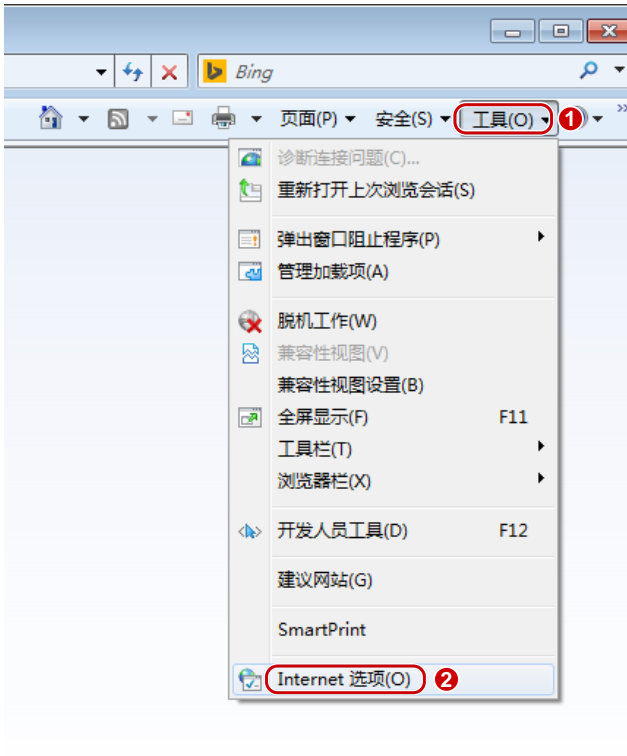 Bing
页面(P) 安全(S) 工具(O) 1
诊断连接问题(C)...
重新打开上次浏览会话(S)
弹出窗口阻止程序(P)
管理加载项(A)
脱机工作(W)
兼容性视图(V)
兼容性视图设置(B)
全屏显示(F) F11
工具栏(T)
浏览器栏(X)
开发人员工具(D) F12
建议网站(G)
SmartPrint
Internet 选项(O) 2